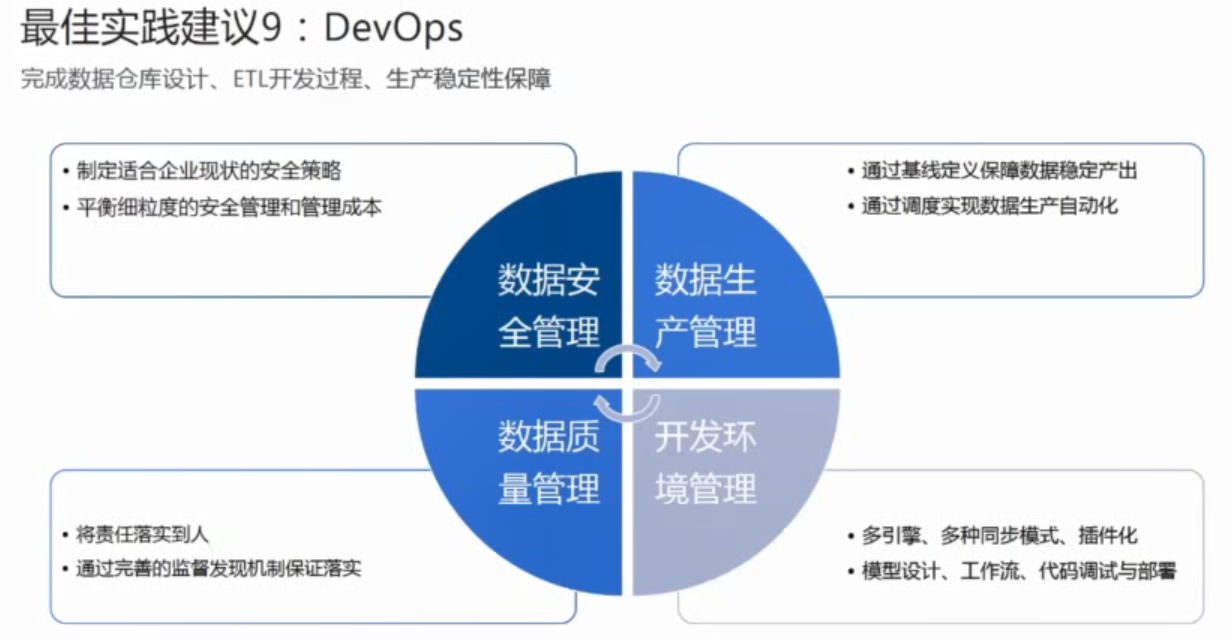 最佳实践建议9：DevOps
完成数据仓库设计、ETL开发过程、生产稳定性保障
• 制定适合企业现状的安全策略
• 平衡细粒度的安全管理和管理成本
• 通过基线定义保障数据稳定产出
• 通过调度实现数据生产自动化
数据安
全管理
数据生
产管理
数据质
量管理
开发环
境管理
• 将责任落实到人
• 通过完善的监督发现机制保证落实
• 多引擎、多种同步模式、插件化
• 模型设计、工作流、代码调试与部署